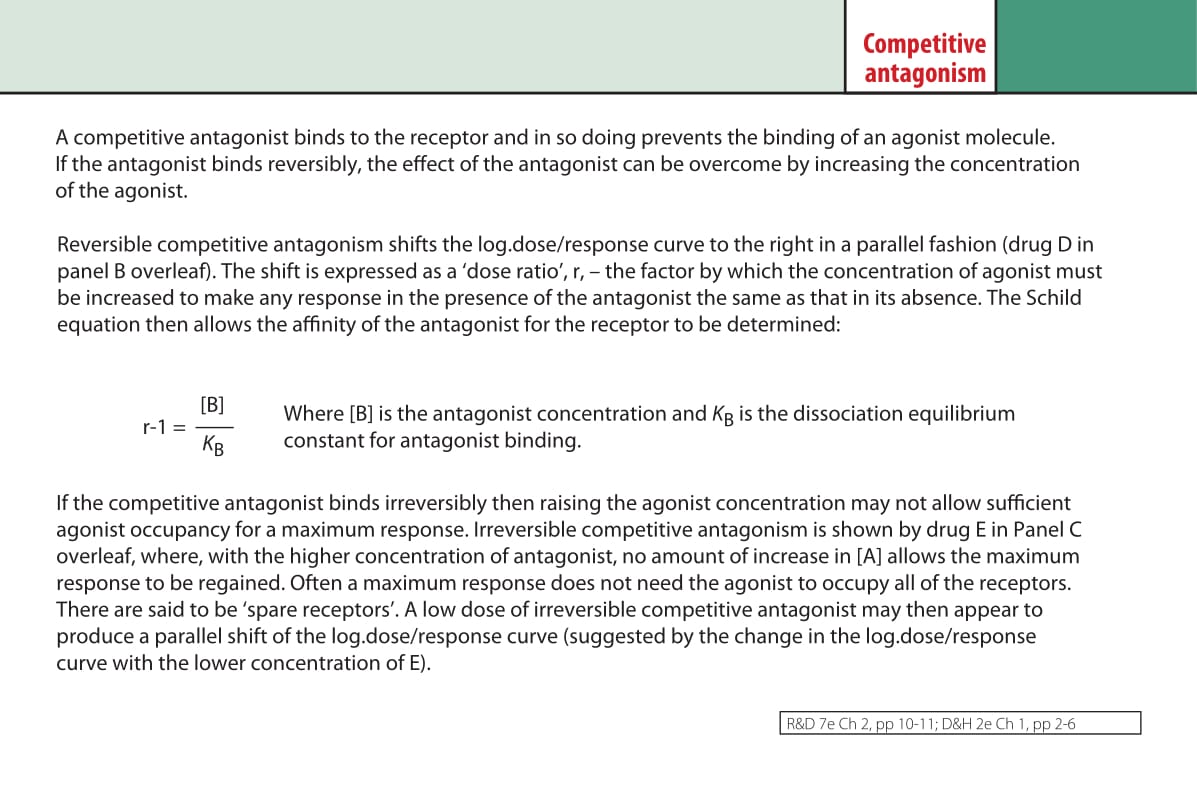 Competitive
antagonism
A competitive antagonist binds to the receptor and in so doing prevents the binding of an agonist molecule.
If the antagonist binds reversibly, the effect of the antagonist can be overcome by increasing the concentration
of the agonist.
Reversible competitive antagonism shifts the log.dose/response curve to the right in a parallel fashion (drug D in
panel B overleaf). The shift is expressed as a ‘dose ratio’, r, – the factor by which the concentration of agonist must
be increased to make any response in the presence of the antagonist the same as that in its absence. The Schild
equation then allows the affinity of the antagonist for the receptor to be determined:
[B]
r-1 =
KB
Where [B] is the antagonist concentration and KB is the dissociation equilibrium
constant for antagonist binding.
If the competitive antagonist binds irreversibly then raising the agonist concentration may not allow sufficient
agonist occupancy for a maximum response. Irreversible competitive antagonism is shown by drug E in Panel C
overleaf, where, with the higher concentration of antagonist, no amount of increase in [A] allows the maximum
response to be regained. Often a maximum response does not need the agonist to occupy all of the receptors.
There are said to be ‘spare receptors’. A low dose of irreversible competitive antagonist may then appear to
produce a parallel shift of the log.dose/response curve (suggested by the change in the log.dose/response
curve with the lower concentration of E).
R&D 7e Ch 2, pp 10-11; D&H 2e Ch 1, pp 2-6